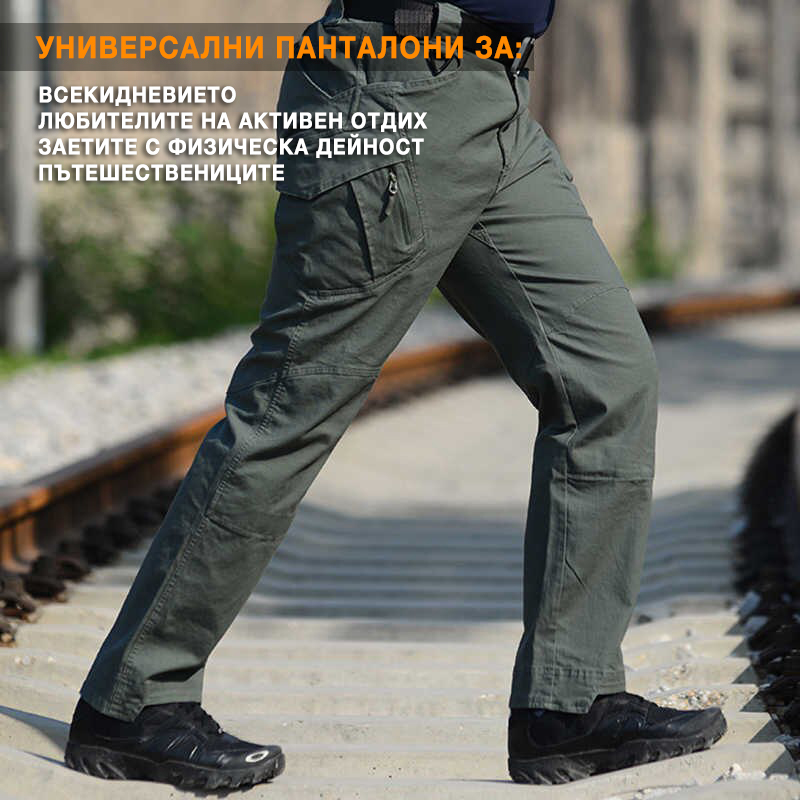 УНИВЕРСАЛНИ ПАНТАЛОНИ ЗА:
ВСЕКИДНЕВИЕТО
ЛЮБИТЕЛИТЕ НА АКТИВЕН ОТДИХ
ЗАЕТИТЕ С ФИЗИЧЕСКА ДЕЙНОСТ
ПЪТЕШЕСТВЕНИЦИТЕ